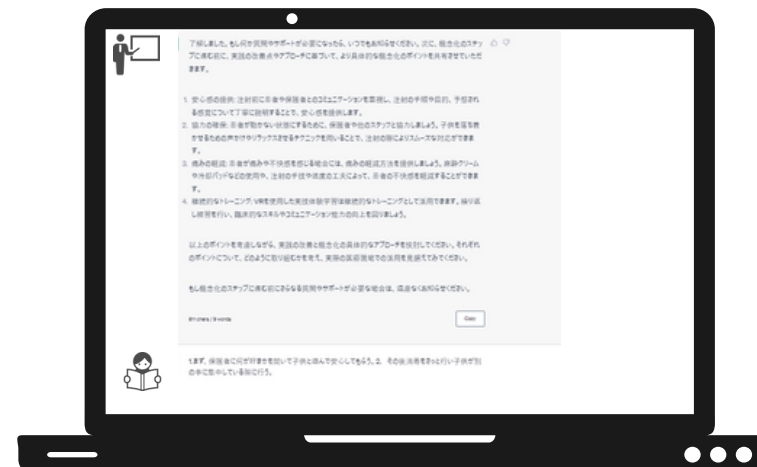 了解しました。もし何か質問やサポートが必要になったら、いつでもお知らせください。次に、概念化のステッ
プに進む前に、実践の改善点やアプローチに基づいて、より具体的な概念化のポイントを共有させていただ
きます。
1. 安心感の提供: 注射前に患者や保護者とのコミュニケーションを重視し、注射の手順や目的、予想され
る感覚について丁寧に説明することで、安心感を提供します。
2. 協力の確保: 患者が動かない状態にするために、保護者や他のスタッフと協力しましょう。子供を落ち着
かせるための声かけやリラックスさせるテクニックを用いることで、注射の際によりスムーズな対応ができま
す。
3. 痛みの軽減: 患者が痛みや不快感を感じる場合には、痛みの軽減方法を提供しましょう。麻酔クリーム
や冷却パッドなどの使用や、注射の手技や速度の工夫によって、患者の不快感を軽減することができま
す。
4. 継続的なトレーニング: VRを使用した実技体験学習は継続的なトレーニングとして活用できます。繰り返
し練習を行い、臨床的なスキルやコミュニケーション能力の向上を図りましょう。
以上のポイントを考慮しながら、実践の改善と概念化の具体的なアプローチを検討してください。それぞれ
のポイントについて、どのように取り組むかを考え、実際の医療現場での活用を見据えてみてください。
もし概念化のステップに進む前にさらなる質問やサポートが必要な場合は、遠慮なくお知らせください。
Copy
1.まず、保護者に何が好きかを聞いて子供と遊んで安心してもらう。2. その後消毒をさっと行い子供が別
の事に集中している際に行う。